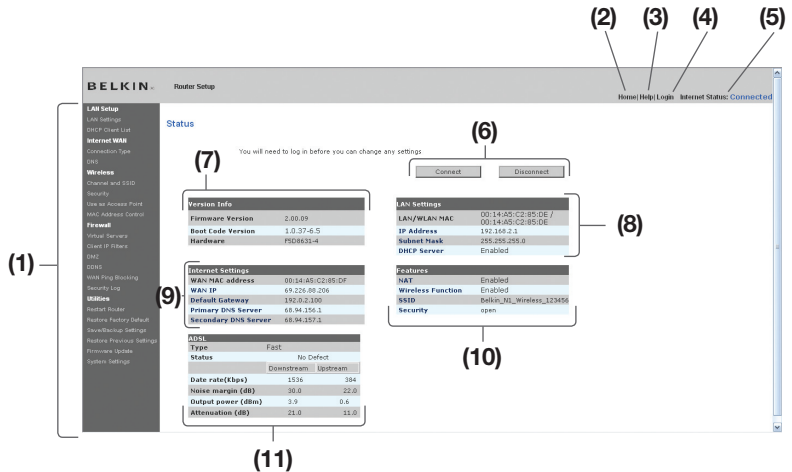 (2) (3) (4) (5)
BELKIN Router Setup
Home| Help| Login Internet Status: Connected
(1)
LAN Setup
LAN Settings
DHCP Client List
Internet WAN
Connection Type
DNS
Wireless
Channel and SSID
Security
Use as Access Point
MAC Address Control
Firewall
Virtual Servers
Client IP Filters
DMZ
DDNS
WAN Ping Blocking
Security Log
Utilities
Restart Router
Restore Factory Default
Save/Backup Settings
Restore Previous Settings
Firmware Update
System Settings
Status
You will need to log in before you can change any settings
(6)
Connect Disconnect
(7)
Version Info
Firmware Version 2.00.09
Boot Code Version 1.0.37-6.5
Hardware F5D8631-4
(8)
LAN Settings
LAN/WLAN MAC 00:14:A5:C2:85:DE / 00:14:A5:C2:85:DE
IP Address 192.168.2.1
Subnet Mask 255.255.255.0
DHCP Server Enabled
(9)
Internet Settings
WAN MAC address 00:14:A5:C2:85:DF
WAN IP 69.226.88.206
Default Gateway 192.0.2.100
Primary DNS Server 68.94.156.1
Secondary DNS Server 68.94.157.1
Features
NAT Enabled
Wireless Function Enabled
SSID Belkin_N1_Wireless_123456
Security open
(10)
ADSL
Type Fast
Status No Defect
Downstream Upstream
Date rate(Kbps) 1536 384
Noise margin (dB) 30.0 22.0
Output power (dBm) 3.9 0.6
Attenuation (dB) 21.0 11.0
(11)